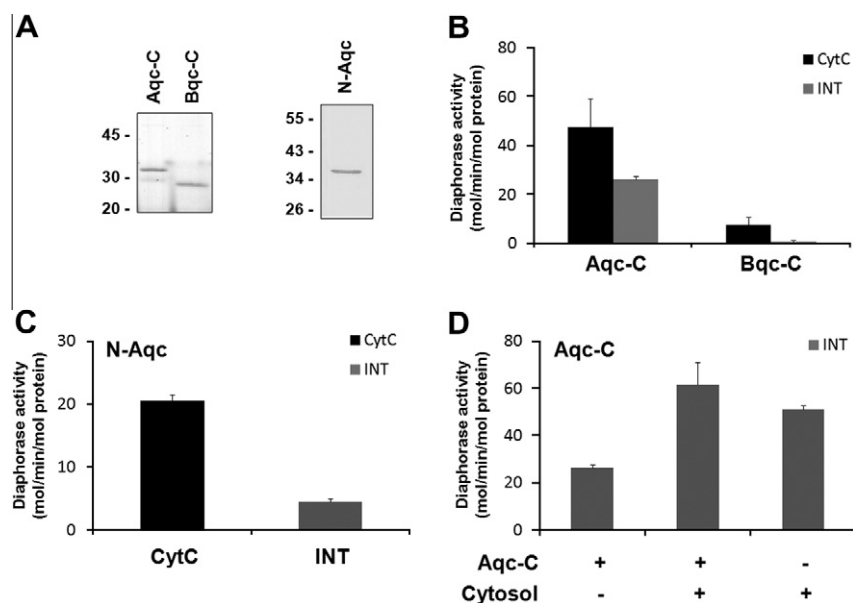 A
Aqc-C
Bqc-C
45 -
30 -
20 -
N-Aqc
55 -
43 -
34 -
26 -
B
Diaphorase activity
(mol/min/mol protein)
80
60
40
20
0
CytC
INT
Aqc-C
Bqc-C
C
N-Aqc
Diaphorase activity
(mol/min/mol protein)
30
20
10
0
CytC
INT
CytC
INT
D
Aqc-C
Diaphorase activity
(mol/min/mol protein)
80
60
40
20
0
INT
Aqc-C + + -
Cytosol - + +